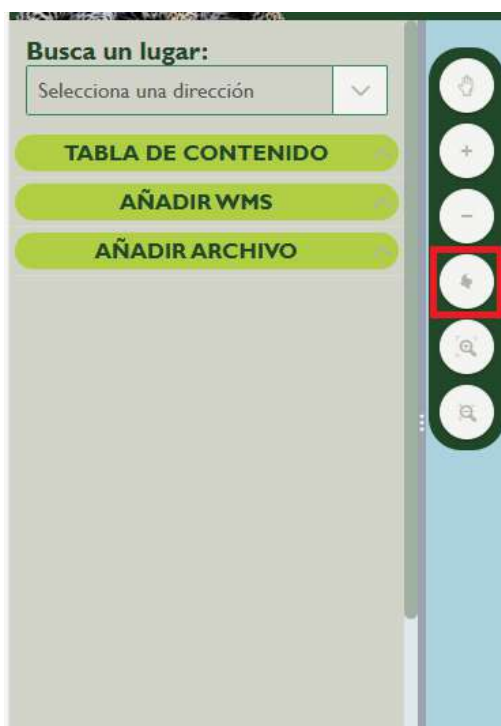 Busca un lugar:
Selecciona una dirección
TABLA DE CONTENIDO
AÑADIR WMS
AÑADIR ARCHIVO